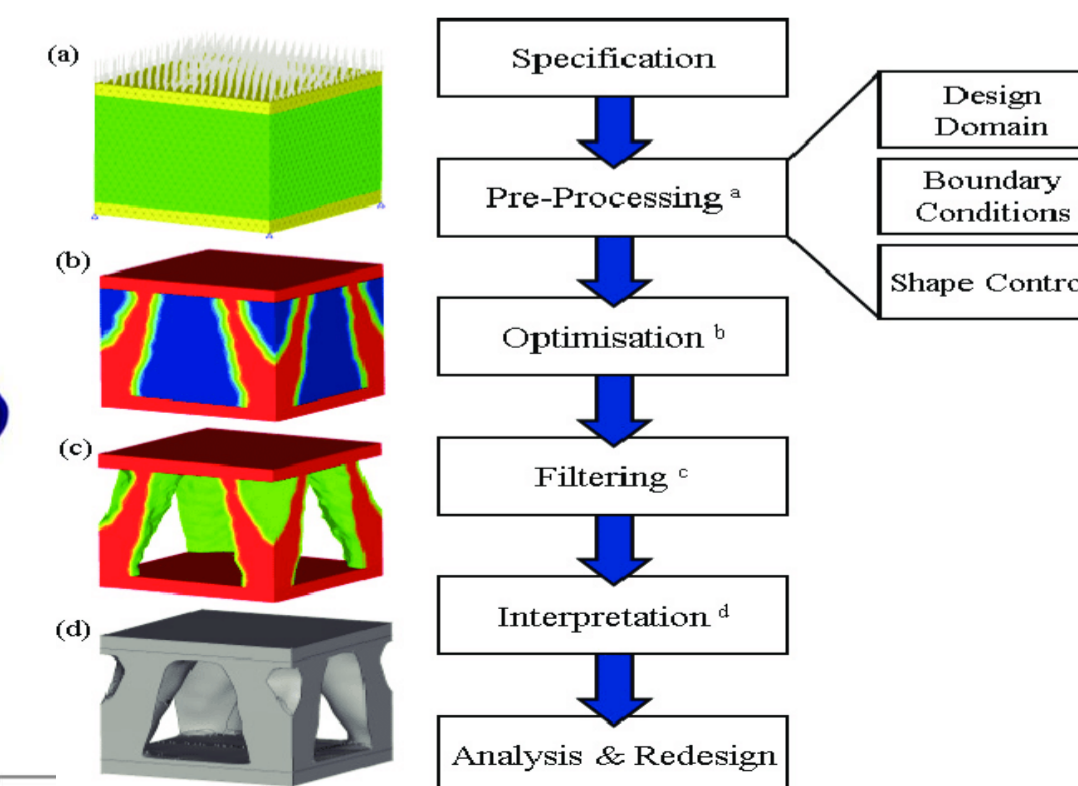 (a)
(b)
(c)
(d)
Specification
Pre-Processing a
Optimisation b
Filtering c
Interpretation d
Analysis & Redesign
Design
Domain
Boundary
Conditions
Shape Contro